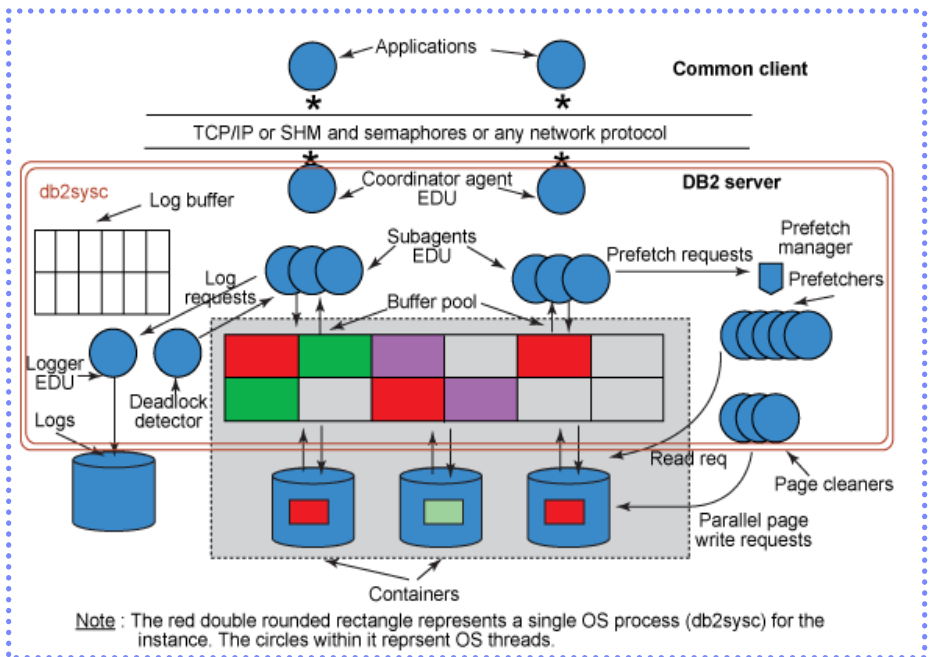 Applications
Common client
*
*
TCP/IP or SHM and semaphores or any network protocol
*
*
db2sysc
Log buffer
Coordinator agent
EDU
DB2 server
Subagents
EDU
Prefetch requests
Prefetch
manager
Prefetchers
Log
requests
Buffer pool
Logger
EDU
Deadlock
detector
Logs
Read req
Page cleaners
Parallel page
write requests
Containers
Note : The red double rounded rectangle represents a single OS process (db2sysc) for the
instance. The circles within it reprsent OS threads.